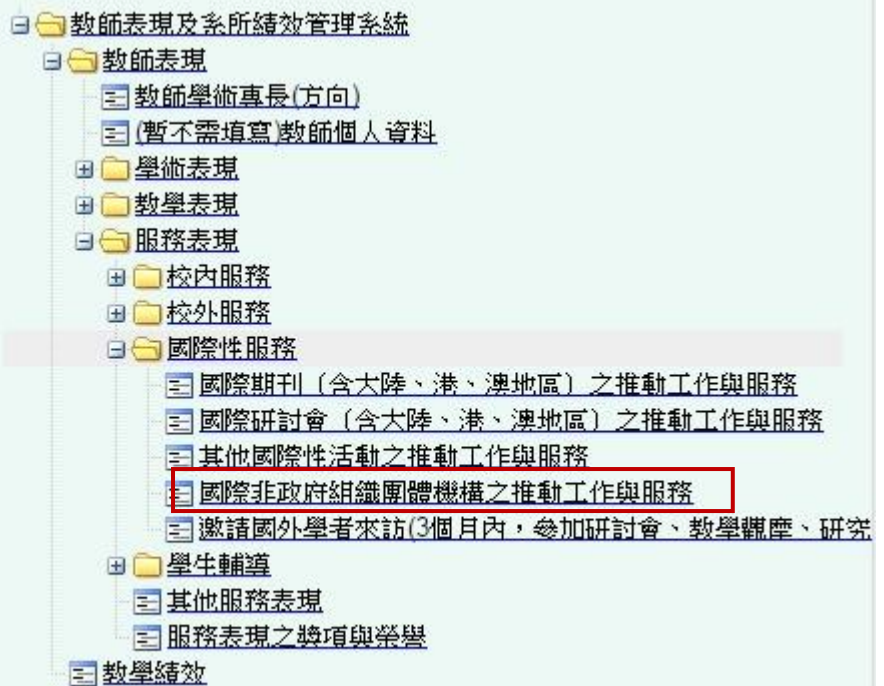 教師表現及系所績效管理系統
教師表現
教師學術專長(方向)
(暫不需填寫)教師個人資料
學術表現
教學表現
服務表現
校內服務
校外服務
國際性服務
國際期刊〔含大陸、港、澳地區〕之推動工作與服務
國際研討會〔含大陸、港、澳地區〕之推動工作與服務
其他國際性活動之推動工作與服務
國際非政府組織團體機構之推動工作與服務
邀請國外學者來訪(3個月內，參加研討會、教學觀摩、研究
學生輔導
其他服務表現
服務表現之獎項與榮譽
教學績效